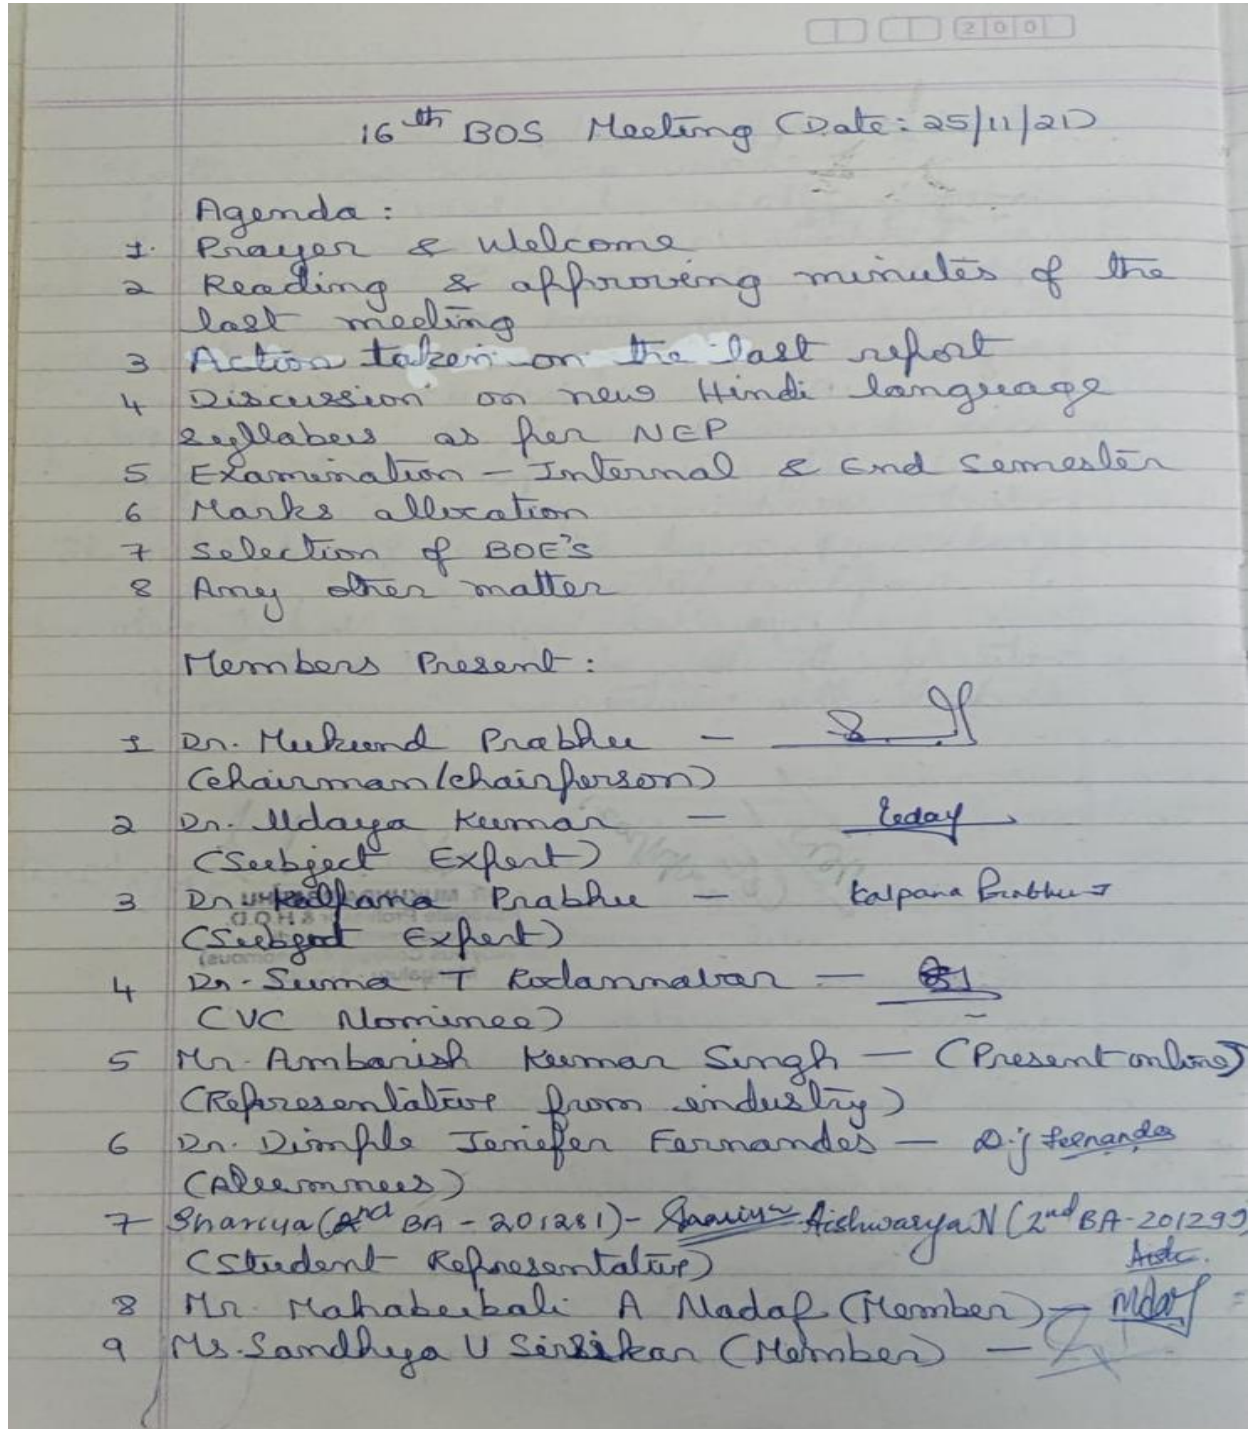 200
16th BOS Meeting (Date: 25/11/21)
Agenda:
1. Prayer & Welcome
2 Reading & approving minutes of the
last meeting
3 Action taken on the last report
4 Discussion on new Hindi language
syllabus as per NEP
5 Examination - Internal & End Semester
6 Marks allocation
7 Selection of BOE's
8 Any other matter
Members Present:
1 Dr. Mukund Prabhu -
(Chairman/chairperson)
2 Dr. Udaya Kumar - Uday
(Subject Expert)
3 Dr. Kalpana Prabhu - Kalpana Prabhu
(Subject Expert)
4 Dr. Suma T Rodannavar -
(VC Nominee)
5 Mr. Ambarish Kumar Singh - (Present online)
(Representative from industry)
6 Dr. Dimple Jenifer Fernandes - D.j Fernandes
(Alumnus)
7 Shariya (2nd BA - 201281) - Aishwarya N (2nd BA - 201299)
(Student Representative)
8 Mr. Mahabubali A Nadaf (Member) -
9 Ms. Sandhya U Sirsikar (Member) -